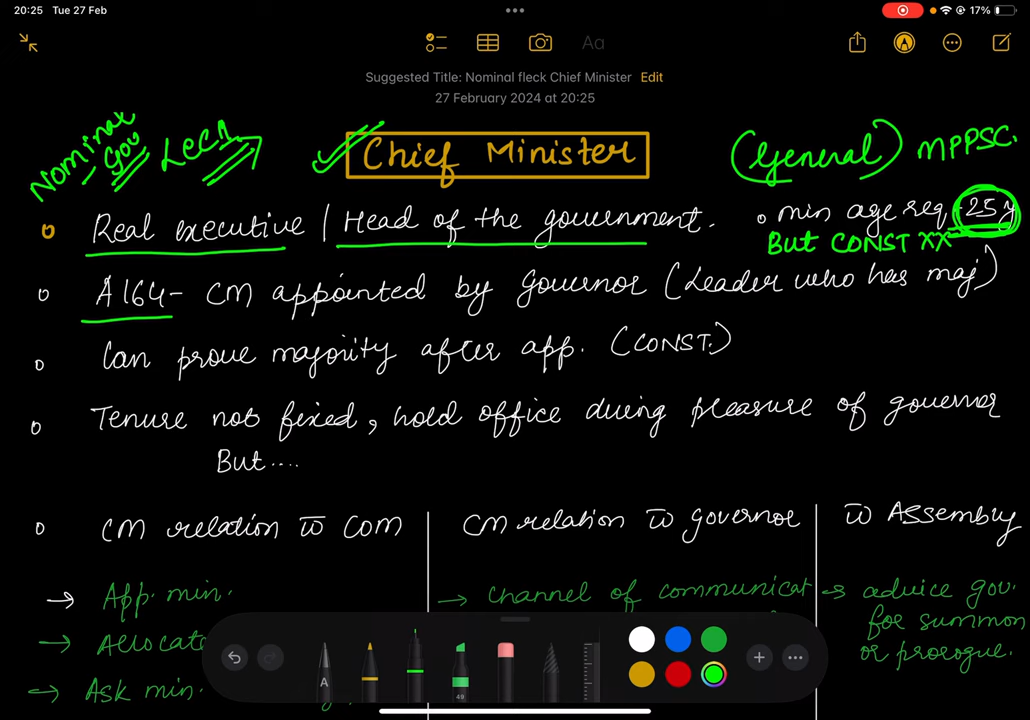 20:25 Tue 27 Feb
17%
Aa
Suggested Title: Nominal fleck Chief Minister Edit
27 February 2024 at 20:25
Nominal Gov Lec 1
Chief Minister
(General) MPPSC.
Real executive | Head of the government.
min age req - 25 y
But CONST XX
A 164 - CM appointed by Governor (Leader who has maj)
Can prove majority after app. (CONST.)
Tenure not fixed, hold office during pleasure of governor
But....
CM relation to COM
CM relation to governor
to Assembly
→ App. min.
→ Channel of communicat
→ advice gov.
for summon
or prorogue.
→ Allocat
→ Ask min.
A
49